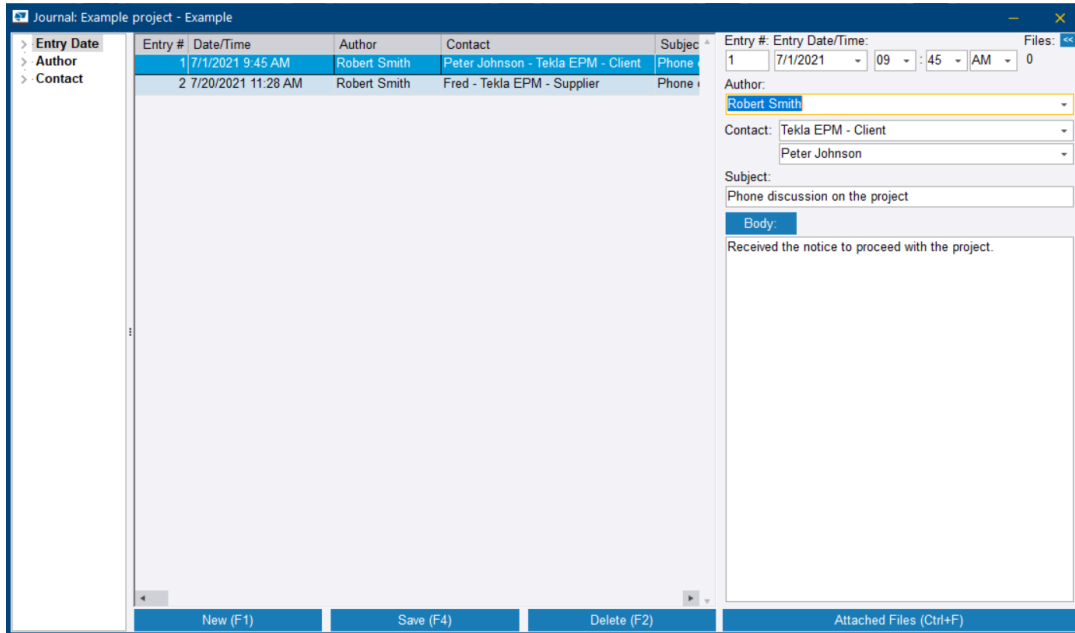 Journal: Example project - Example
Entry Date
Author
Contact
Entry # Date/Time Author Contact Subjec
1 7/1/2021 9:45 AM Robert Smith Peter Johnson - Tekla EPM - Client Phone
2 7/20/2021 11:28 AM Robert Smith Fred - Tekla EPM - Supplier Phone
Entry #: Entry Date/Time: Files: <<
1 7/1/2021 09 : 45 AM 0
Author:
Robert Smith
Contact: Tekla EPM - Client
Peter Johnson
Subject:
Phone discussion on the project
Body:
Received the notice to proceed with the project.
New (F1) Save (F4) Delete (F2) Attached Files (Ctrl+F)